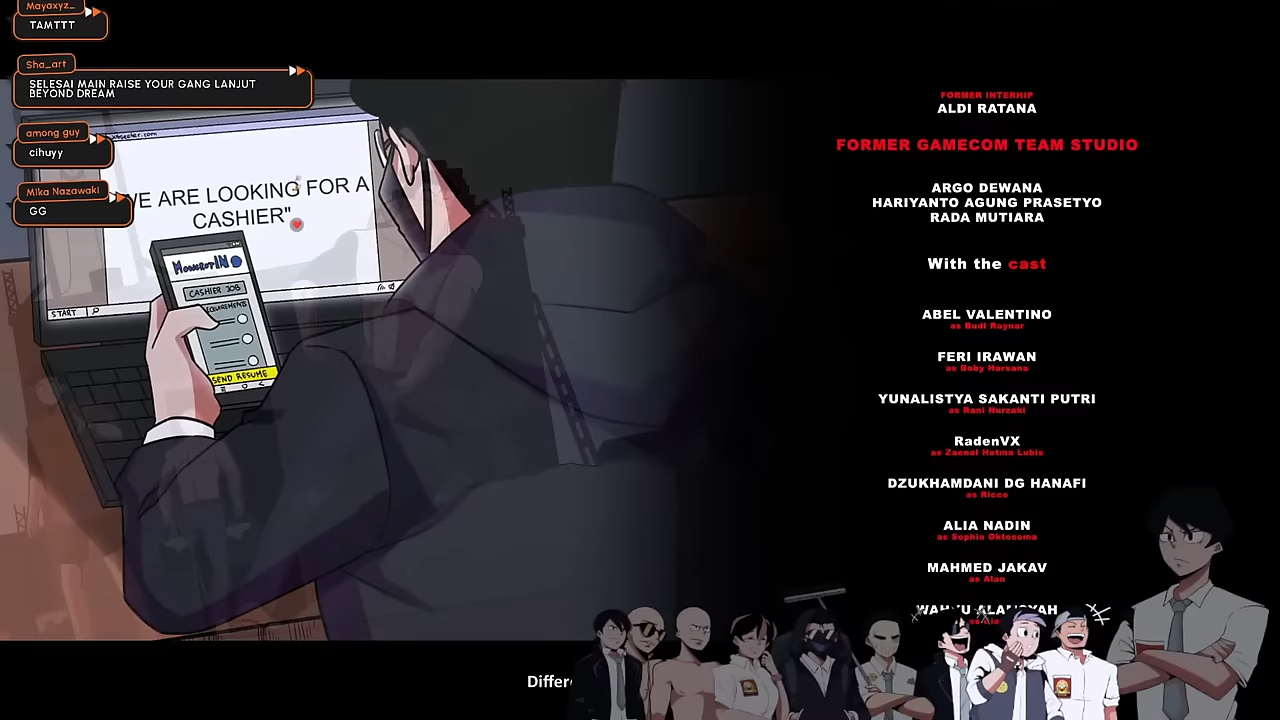 Mayaxyz_
TAMTTT
Sha_art
SELESAI MAIN RAISE YOUR GANG LANJUT
BEYOND DREAM
among guy
cihuyy
Mika Nazawaki
GG
WE ARE LOOKING FOR A
CASHIER"
CASHIER JOB
SEND RESUME
START
FORMER INTERHIP
ALDI RATANA
FORMER GAMECOM TEAM STUDIO
ARGO DEWANA
HARIYANTO AGUNG PRASETYO
RADA MUTIARA
With the cast
ABEL VALENTINO
as Budi Raynar
FERI IRAWAN
as Boby Harsana
YUNALISTYA SAKANTI PUTRI
as Rani Nurzaki
RadenVX
as Zaenal Hotma Lubis
DZUKHAMDANI DG HANAFI
as Ricco
ALIA NADIN
as Sophia Oktosoma
MAHMED JAKAV
as Alan
Differe